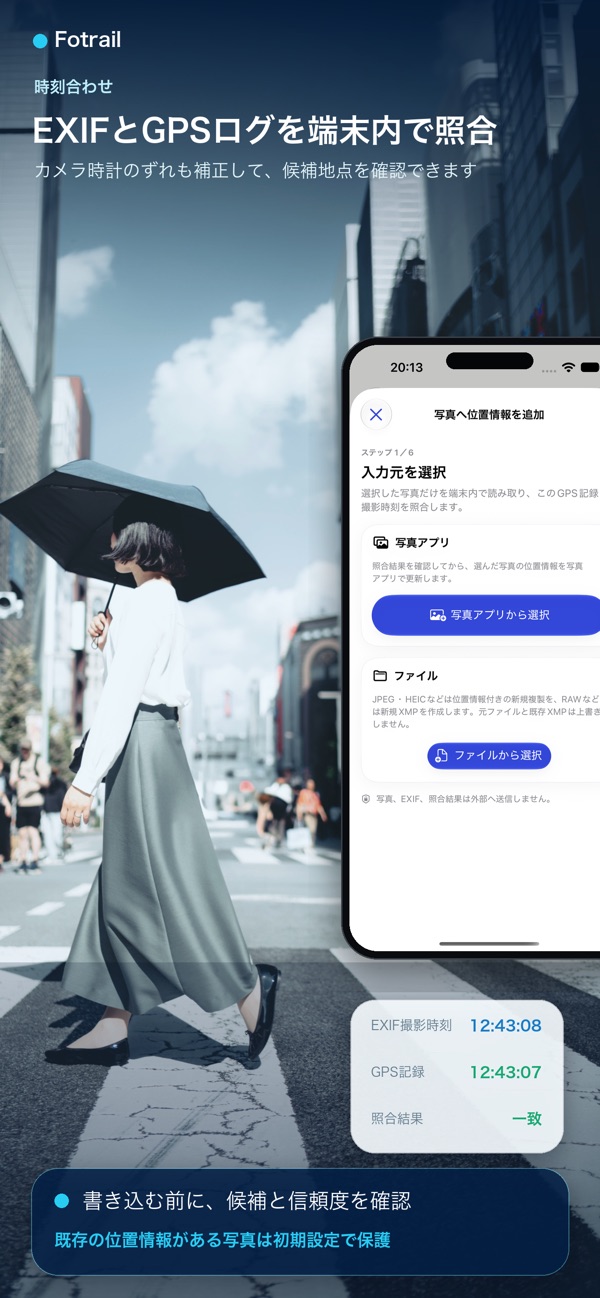 Fotrail
時刻合わせ
EXIFとGPSログを端末内で照合
カメラ時計のずれも補正して、候補地点を確認できます
20:13
写真へ位置情報を追加
ステップ 1 / 6
入力元を選択
選択した写真だけを端末内で読み取り、このGPS記録
撮影時刻を照合します。
写真アプリ
照合結果を確認してから、選んだ写真の位置情報を写真
アプリで更新します。
写真アプリから選択
ファイル
JPEG・HEICなどは位置情報付きの新規複製を、RAWなど
は新規XMPを作成します。元ファイルと既存XMPは上書き
しません。
ファイルから選択
写真、EXIF、照合結果は外部へ送信しません。
EXIF撮影時刻 12:43:08
GPS記録 12:43:07
照合結果 一致
書き込む前に、候補と信頼度を確認
既存の位置情報がある写真は初期設定で保護